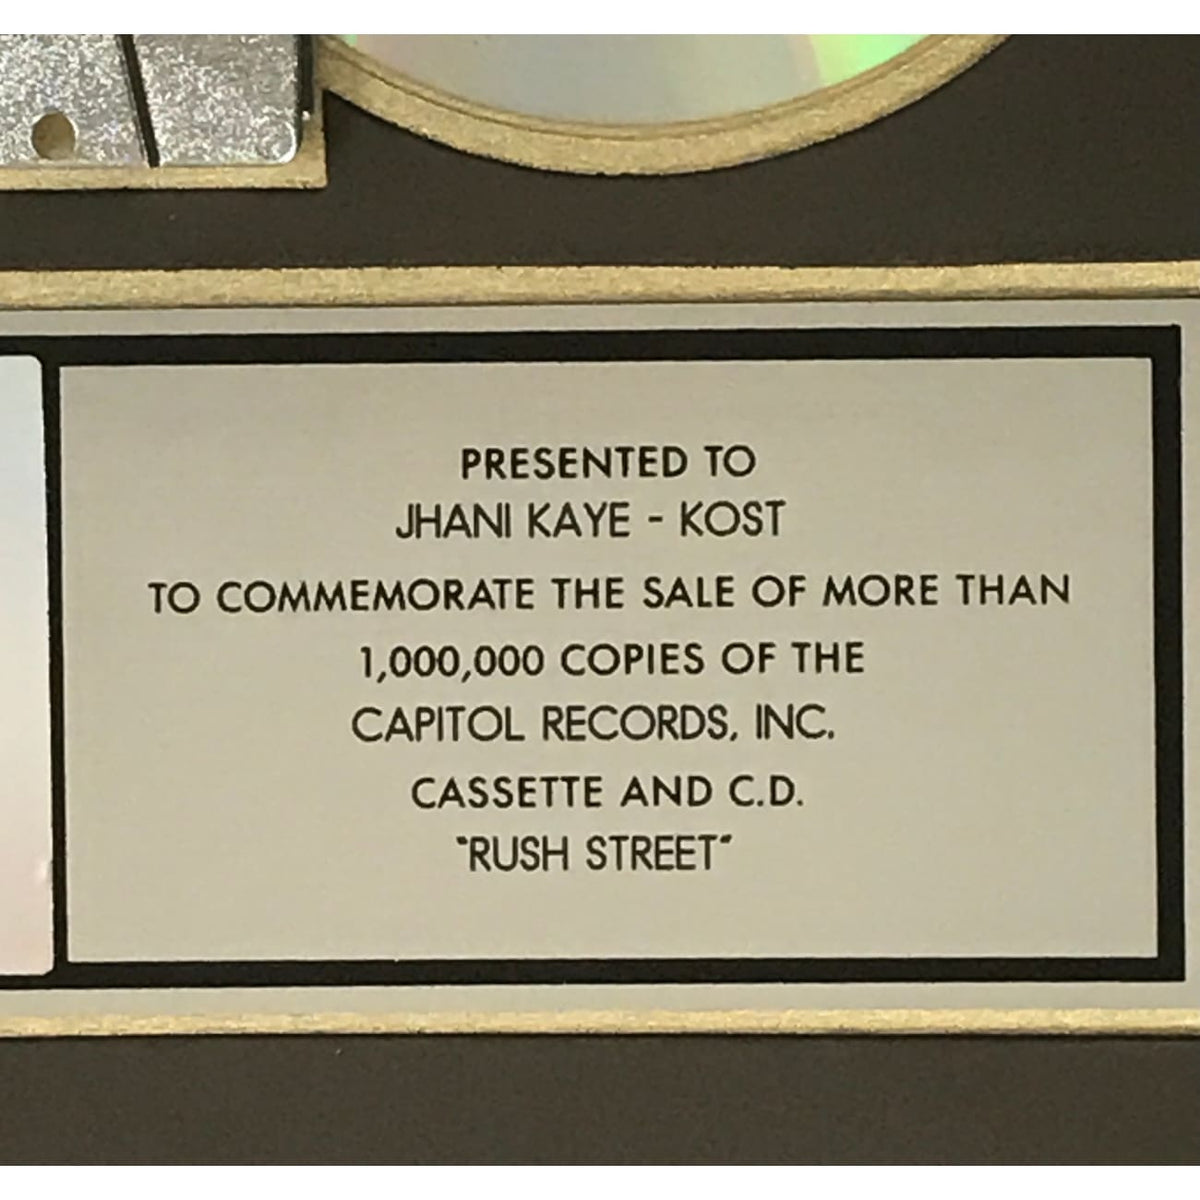 PRESENTED TO
JHANI KAYE - KOST
TO COMMEMORATE THE SALE OF MORE THAN
1,000,000 COPIES OF THE
CAPITOL RECORDS, INC.
CASSETTE AND C.D.
"RUSH STREET"